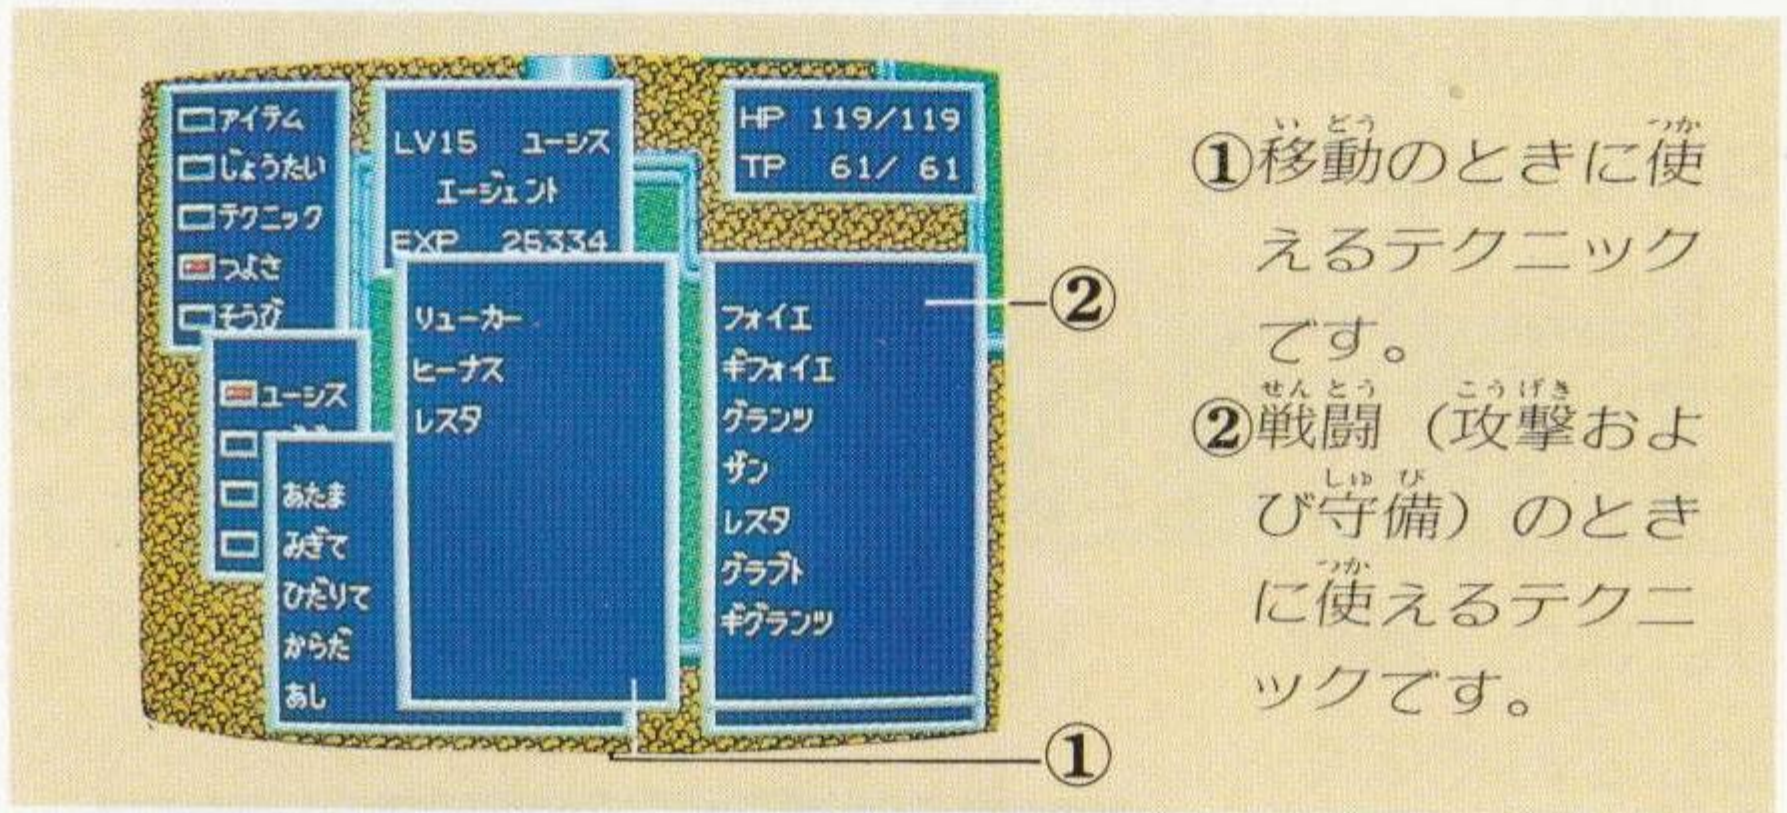 アイテム
じょうたい
テクニック
つよさ
そうび
LV15 ユーシス
エージェント
EXP 25334
HP 119/119
TP 61/ 61
ユーシス
あたま
みぎて
ひだりて
からだ
あし
リューカー
ヒーナス
レスタ
フォイエ
ギフォイエ
グランツ
ザン
レスタ
グラブト
ギグランツ
②
①
①移動のときに使
えるテクニック
です。
②戦闘（攻撃およ
び守備）のとき
に使えるテクニ
ックです。